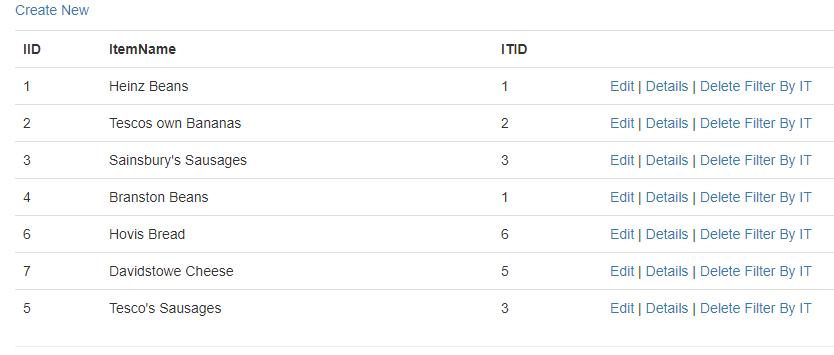 Create New
IID ItemName ITID
1 Heinz Beans 1 Edit | Details | Delete Filter By IT
2 Tescos own Bananas 2 Edit | Details | Delete Filter By IT
3 Sainsbury's Sausages 3 Edit | Details | Delete Filter By IT
4 Branston Beans 1 Edit | Details | Delete Filter By IT
6 Hovis Bread 6 Edit | Details | Delete Filter By IT
7 Davidstowe Cheese 5 Edit | Details | Delete Filter By IT
5 Tesco's Sausages 3 Edit | Details | Delete Filter By IT